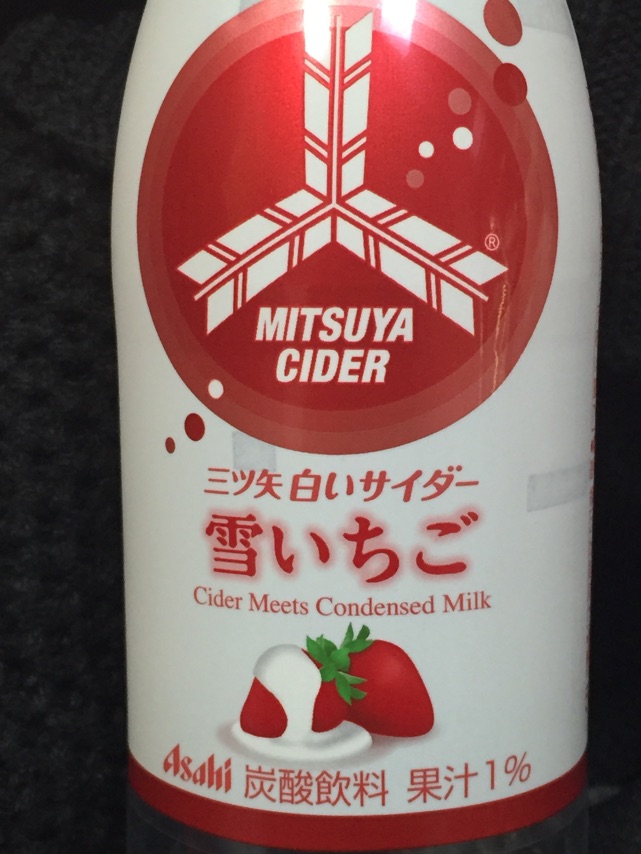 ®
MITSUYA
CIDER
三ツ矢 白いサイダー
雪いちご
Cider Meets Condensed Milk
Asahi 炭酸飲料 果汁1%